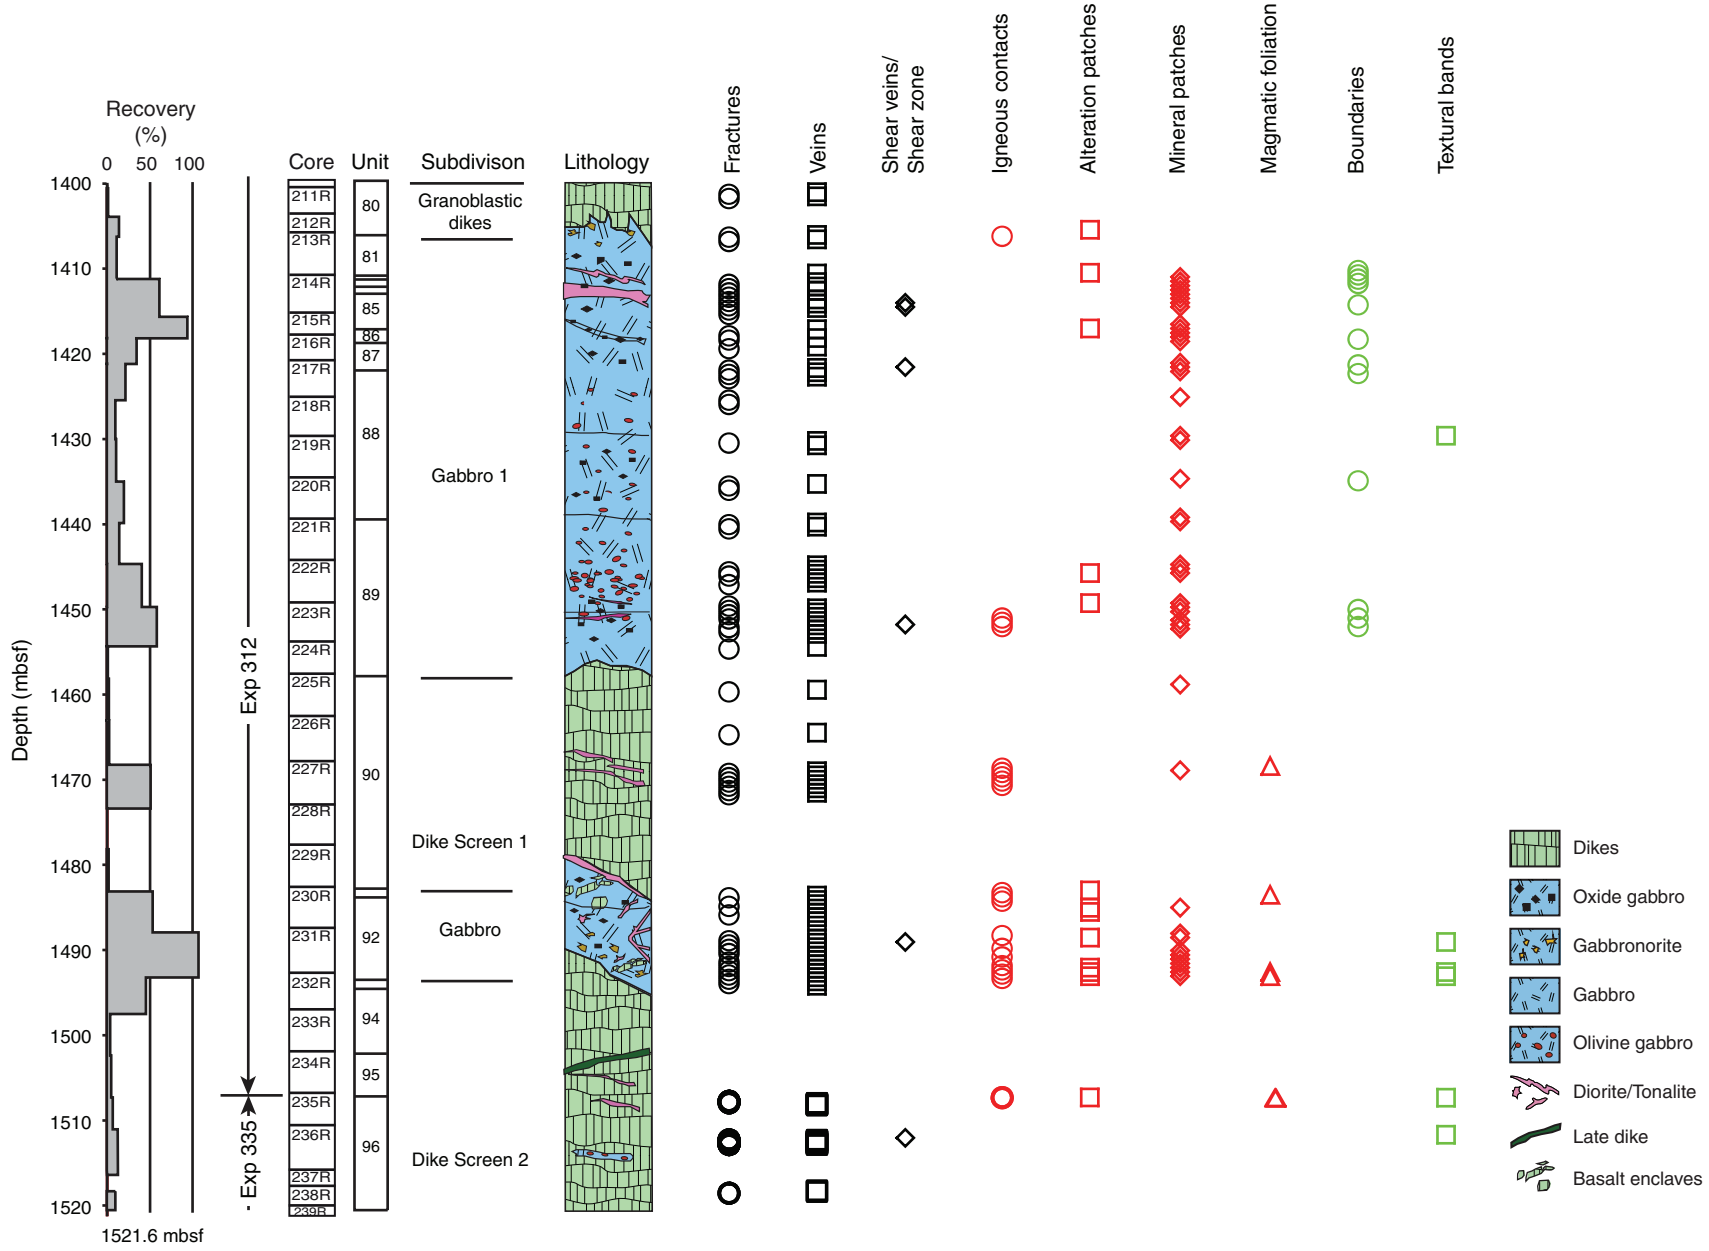 Recovery
(%)
0 50 100
Core
Unit
Subdivison
Lithology
Fractures
Veins
Shear veins/
Shear zone
Igneous contacts
Alteration patches
Mineral patches
Magmatic foliation
Boundaries
Textural bands
Depth (mbsf)
1400
1410
1420
1430
1440
1450
1460
1470
1480
1490
1500
1510
1520
1521.6 mbsf
Exp 312
Exp 335
211R
212R
213R
214R
215R
216R
217R
218R
219R
220R
221R
222R
223R
224R
225R
226R
227R
228R
229R
230R
231R
232R
233R
234R
235R
236R
237R
238R
239R
80
81
85
86
87
88
89
90
92
94
95
96
Granoblastic
dikes
Gabbro 1
Dike Screen 1
Gabbro
Dike Screen 2
Dikes
Oxide gabbro
Gabbronorite
Gabbro
Olivine gabbro
Diorite/Tonalite
Late dike
Basalt enclaves